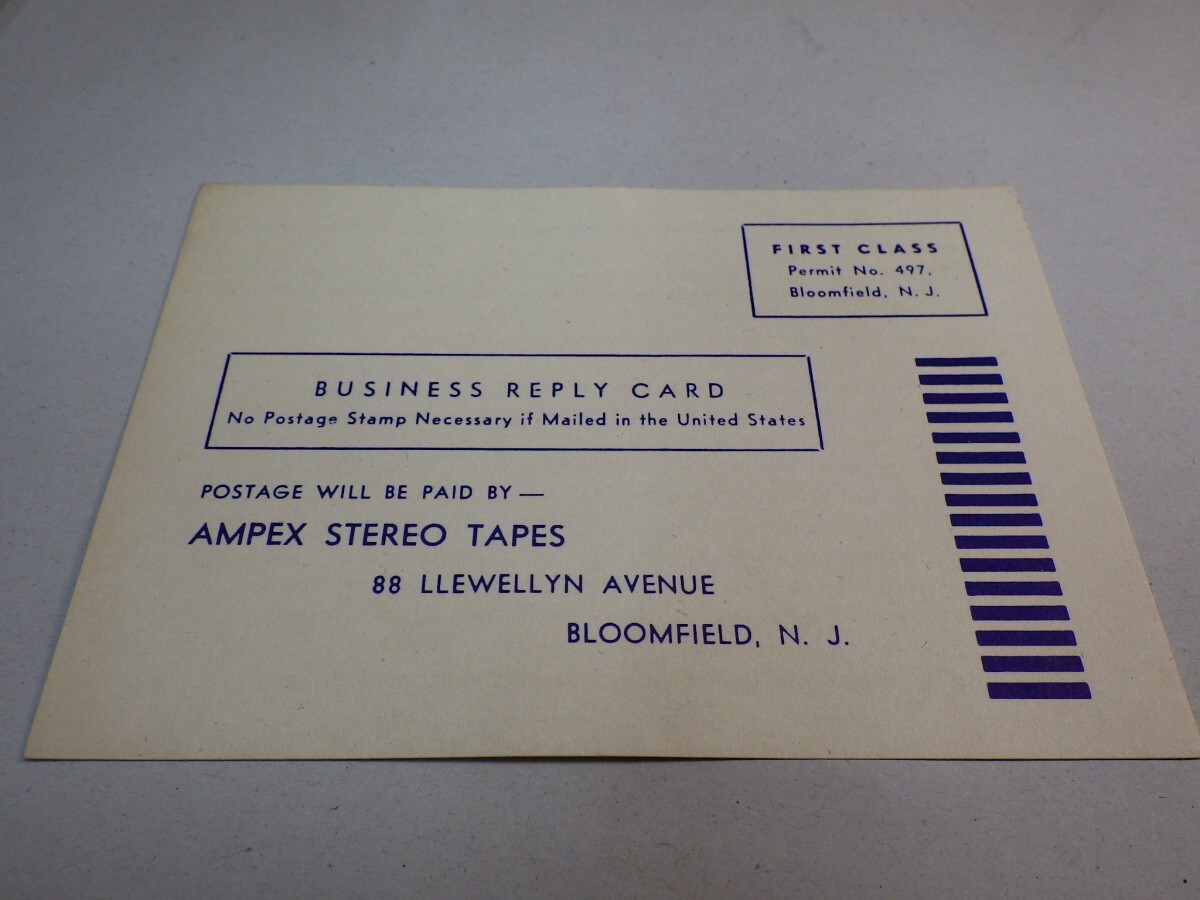 FIRST CLASS
Permit No. 497,
Bloomfield, N. J.
BUSINESS REPLY CARD
No Postage Stamp Necessary if Mailed in the United States
POSTAGE WILL BE PAID BY —
AMPEX STEREO TAPES
88 LLEWELLYN AVENUE
BLOOMFIELD, N. J.